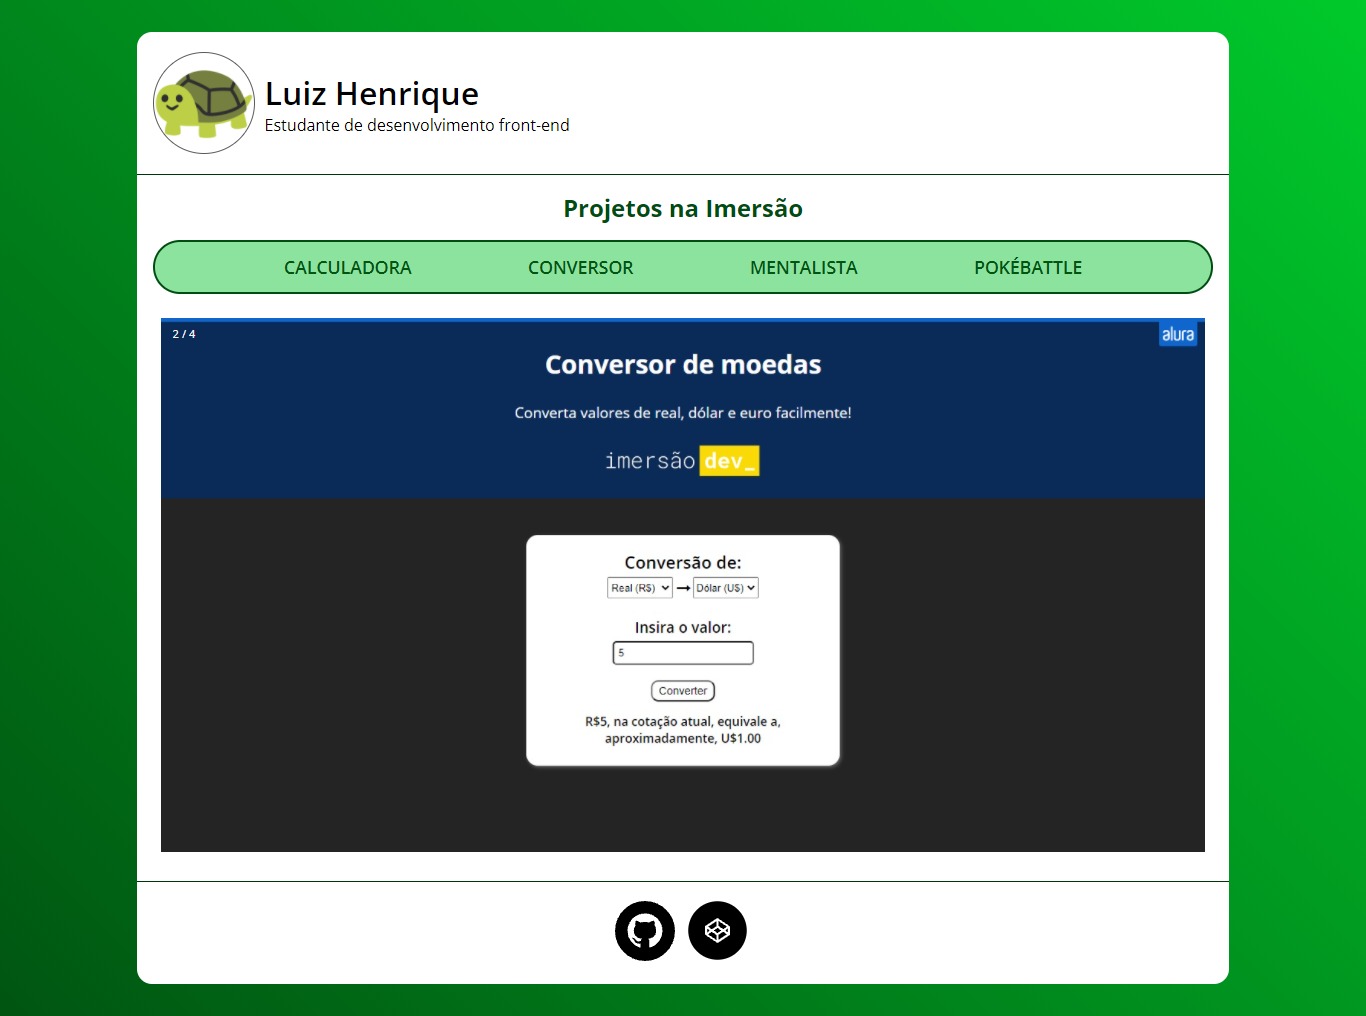 Luiz Henrique
Estudante de desenvolvimento front-end
Projetos na Imersão
CALCULADORA CONVERSOR MENTALISTA POKÉBATTLE
2 / 4
alura
Conversor de moedas
Converta valores de real, dólar e euro facilmente!
imersão dev_
Conversão de:
Real (R$) → Dólar (U$)
Insira o valor:
5
Converter
R$5, na cotação atual, equivale a,
aproximadamente, U$1.00